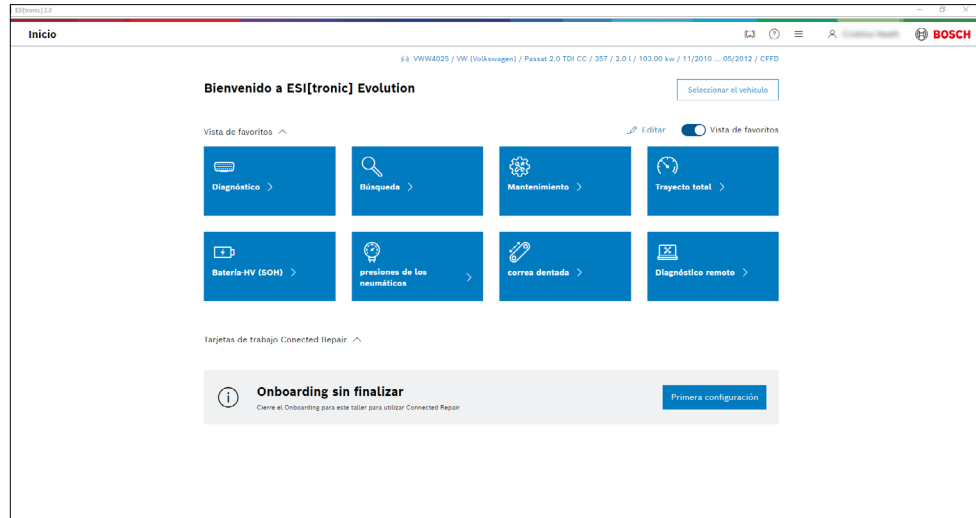 ESI[tronic] 2.0
Inicio
BOSCH
VWW4025 / VW (Volkswagen) / Passat 2.0 TDI CC / 357 / 2.0 l / 103.00 kw / 11/2010 ... 05/2012 / CFFB
Bienvenido a ESI[tronic] Evolution
Seleccionar el vehículo
Vista de favoritos
Editar
Vista de favoritos
Diagnóstico
Búsqueda
Mantenimiento
Trayecto total
Batería-HV (SOH)
presiones de los
neumáticos
correa dentada
Diagnóstico remoto
Tarjetas de trabajo Conected Repair
Onboarding sin finalizar
Cierre el Onboarding para este taller para utilizar Connected Repair
Primera configuración